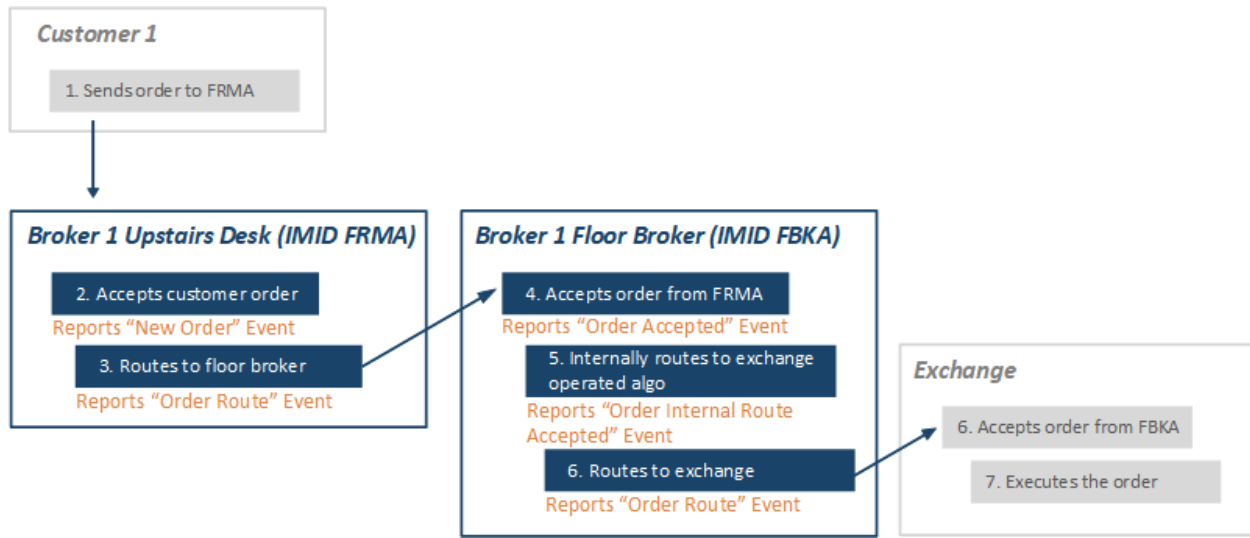 Customer 1
1. Sends order to FRMA
Broker 1 Upstairs Desk (IMID FRMA)
2. Accepts customer order
Reports “New Order” Event
3. Routes to floor broker
Reports “Order Route” Event
Broker 1 Floor Broker (IMID FBKA)
4. Accepts order from FRMA
Reports “Order Accepted” Event
5. Internally routes to exchange
operated algo
Reports “Order Internal Route
Accepted” Event
6. Routes to exchange
Reports “Order Route” Event
Exchange
6. Accepts order from FBKA
7. Executes the order